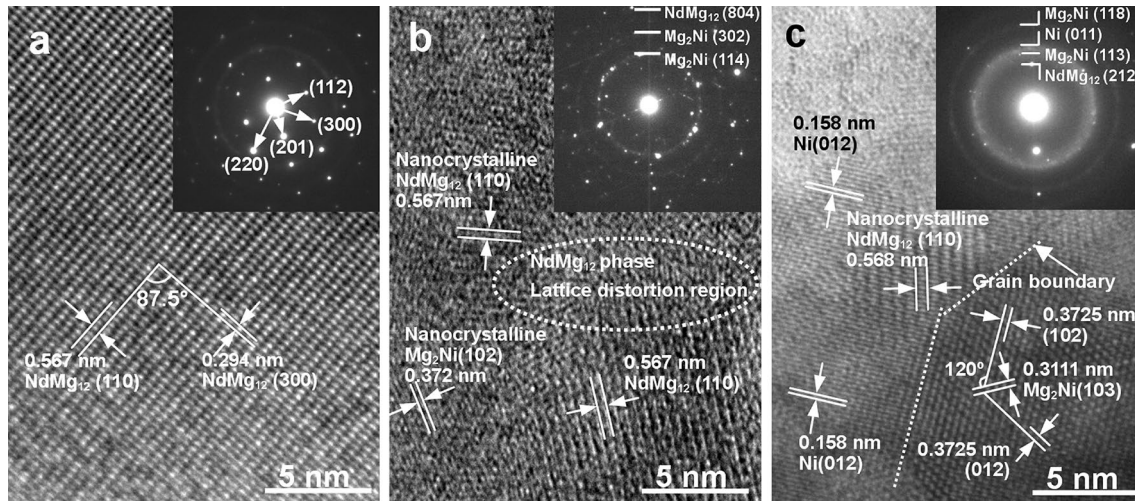 a
(112)
(300)
(201)
(220)
87.5°
0.567 nm
NdMg₁₂ (110)
0.294 nm
NdMg₁₂ (300)
5 nm
b
NdMg₁₂ (804)
Mg₂Ni (302)
Mg₂Ni (114)
Nanocrystalline
NdMg₁₂ (110)
0.567nm
NdMg₁₂ phase
Lattice distortion region
Nanocrystalline
Mg₂Ni(102)
0.372 nm
0.567 nm
NdMg₁₂ (110)
5 nm
c
Mg₂Ni (118)
Ni (011)
Mg₂Ni (113)
NdMg₁₂ (212)
0.158 nm
Ni(012)
Nanocrystalline
NdMg₁₂ (110)
0.568 nm
Grain boundary
0.3725 nm
(102)
120°
0.3111 nm
Mg₂Ni(103)
0.158 nm
Ni(012)
0.3725 nm
(012)
5 nm